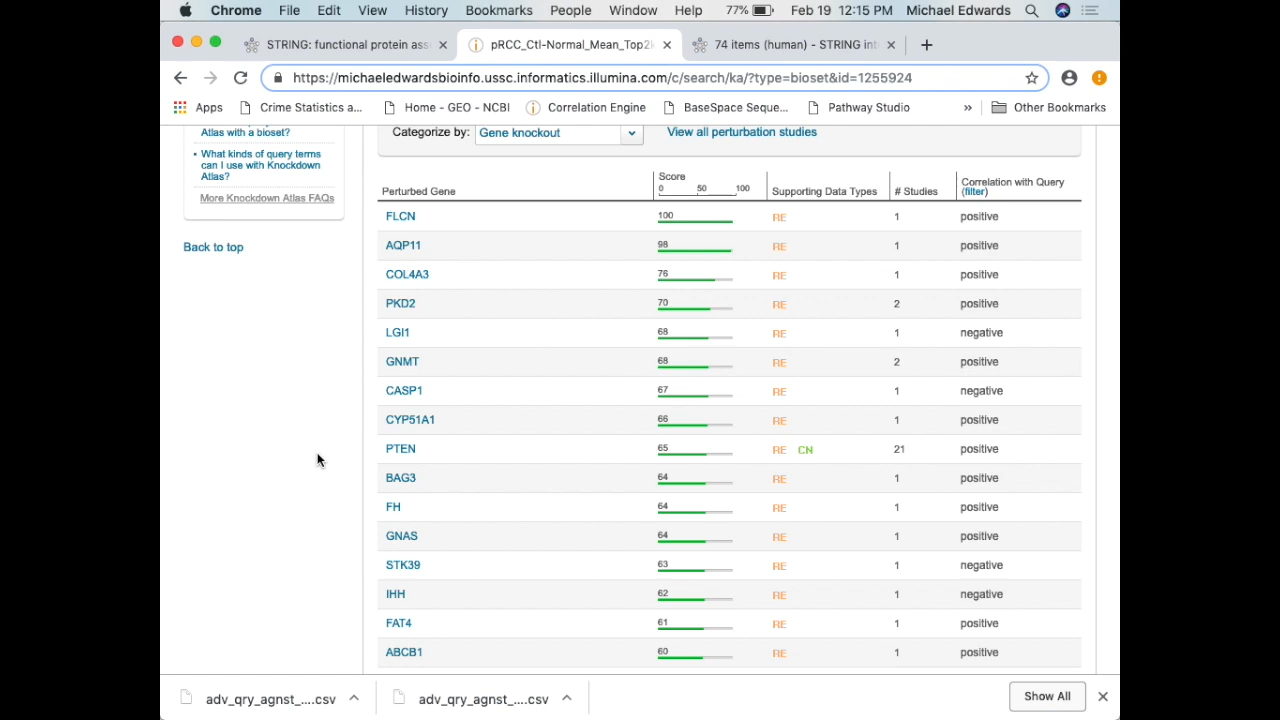 Chrome File Edit View History Bookmarks People Window Help 77% Feb 19 12:15 PM Michael Edwards
STRING: functional protein ass
pRCC_Ctl-Normal_Mean_Top2
74 items (human) - STRING int
https://michaeledwardsbioinfo.ussc.informatics.illumina.com/c/search/ka/?type=bioset&id=1255924
Apps Crime Statistics a... Home - GEO - NCBI Correlation Engine BaseSpace Seque... Pathway Studio » Other Bookmarks
Atlas with a bioset?
• What kinds of query terms
can I use with Knockdown
Atlas?
More Knockdown Atlas FAQs
Back to top
Categorize by: Gene knockout View all perturbation studies
Perturbed Gene Score 0 50 100 Supporting Data Types # Studies Correlation with Query (filter)
FLCN 100 RE 1 positive
AQP11 98 RE 1 positive
COL4A3 76 RE 1 positive
PKD2 70 RE 2 positive
LGI1 68 RE 1 negative
GNMT 68 RE 2 positive
CASP1 67 RE 1 negative
CYP51A1 66 RE 1 positive
PTEN 65 RE CN 21 positive
BAG3 64 RE 1 positive
FH 64 RE 1 positive
GNAS 64 RE 1 positive
STK39 63 RE 1 negative
IHH 62 RE 1 negative
FAT4 61 RE 1 positive
ABCB1 60 RE 1 positive
adv_qry_agnst_....csv adv_qry_agnst_....csv Show All